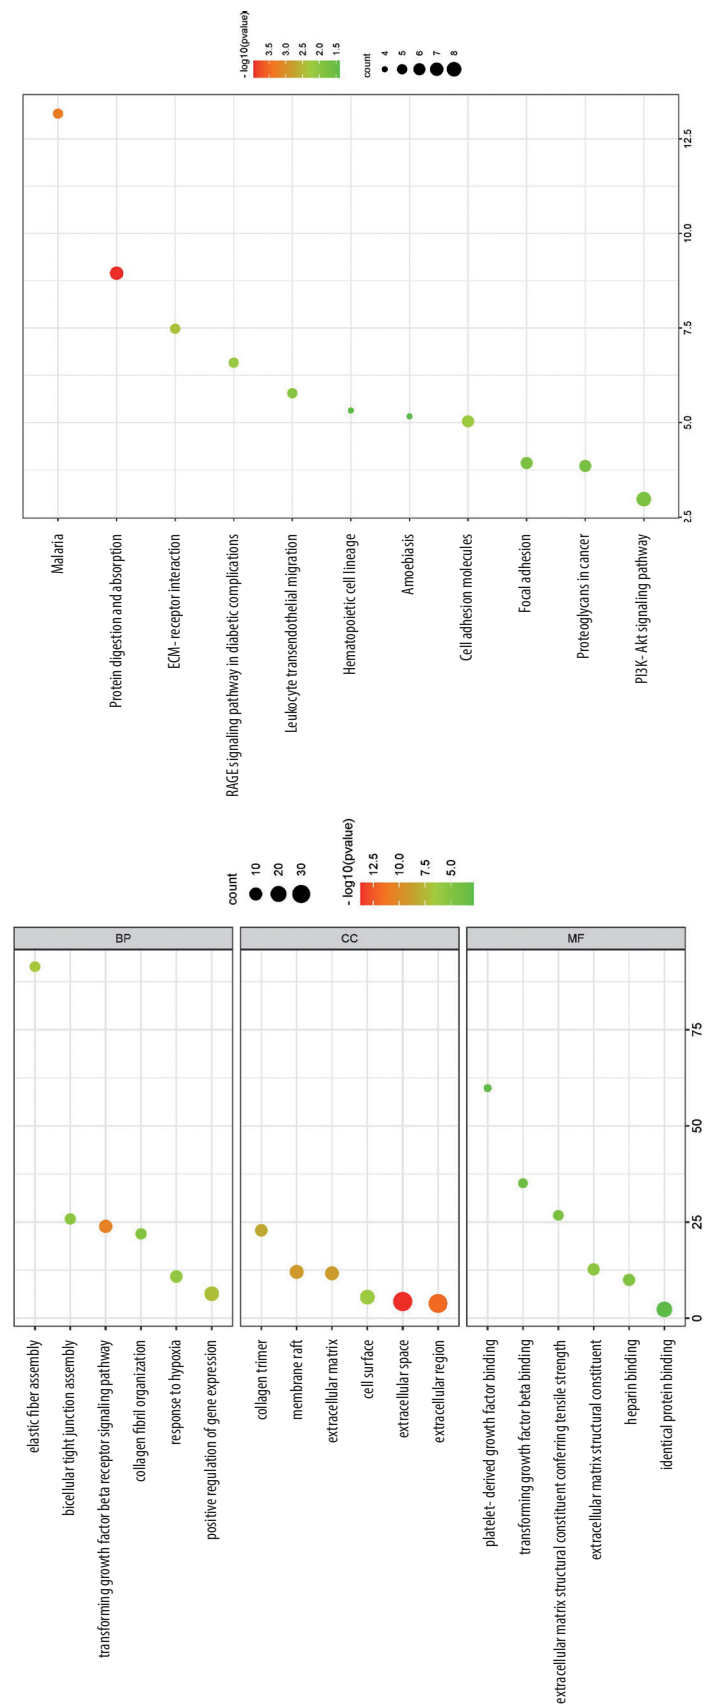 - log10(pvalue)
3.5
3.0
2.5
2.0
1.5
count
4
5
6
7
8
Malaria
Protein digestion and absorption
ECM- receptor interaction
RAGE signaling pathway in diabetic complications
Leukocyte transendothelial migration
Hematopoietic cell lineage
Amoebiasis
Cell adhesion molecules
Focal adhesion
Proteoglycans in cancer
PI3K- Akt signaling pathway
2.5
5.0
7.5
10.0
12.5
count
10
20
30
- log10(pvalue)
12.5
10.0
7.5
5.0
BP
elastic fiber assembly
bicellular tight junction assembly
transforming growth factor beta receptor signaling pathway
collagen fibril organization
response to hypoxia
positive regulation of gene expression
CC
collagen trimer
membrane raft
extracellular matrix
cell surface
extracellular space
extracellular region
MF
platelet- derived growth factor binding
transforming growth factor beta binding
extracellular matrix structural constituent conferring tensile strength
extracellular matrix structural constituent
heparin binding
identical protein binding
0
25
50
75